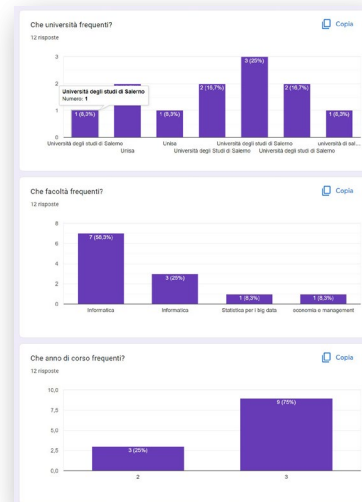 Che università frequenti?
Copia
12 risposte
3
2
1
0
Università degli studi di Salerno
Numero: 1
1 (8,3%)
1 (8,3%)
2 (16,7%)
3 (25%)
2 (16,7%)
1 (8,3%)
Università degli studi di Salerno
Unisa
Unisa
Università degli Studi di Salerno
Università degli studi di Salerno
Università degli studi di Salerno
università di sal...
Che facoltà frequenti?
Copia
12 risposte
8
6
4
2
0
7 (58,3%)
3 (25%)
1 (8,3%)
1 (8,3%)
Informatica
Informatica
Statistica per i big data
economia e management
Che anno di corso frequenti?
Copia
12 risposte
10,0
7,5
5,0
2,5
0,0
3 (25%)
9 (75%)
2
3